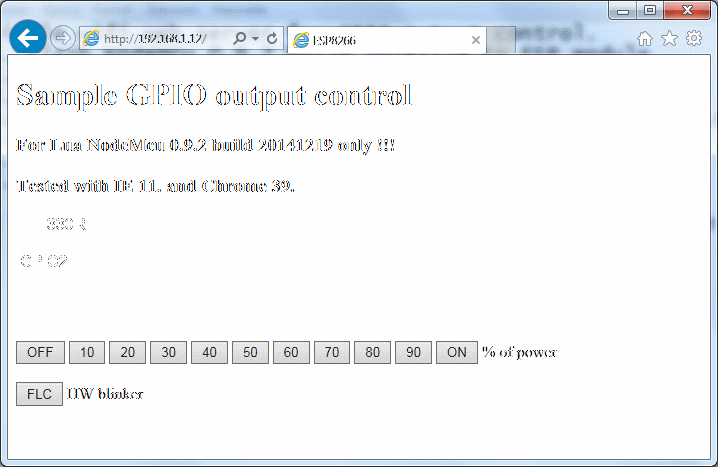 http://192.168.1.12/
ESP8266
Sample GPIO output control
For Lua NodeMcu 0.9.2 build 20141219 only !!!
Tested with IE 11. and Chrome 39.
330R
OFF 10 20 30 40 50 60 70 80 90 ON % of power
FLC HW blinker